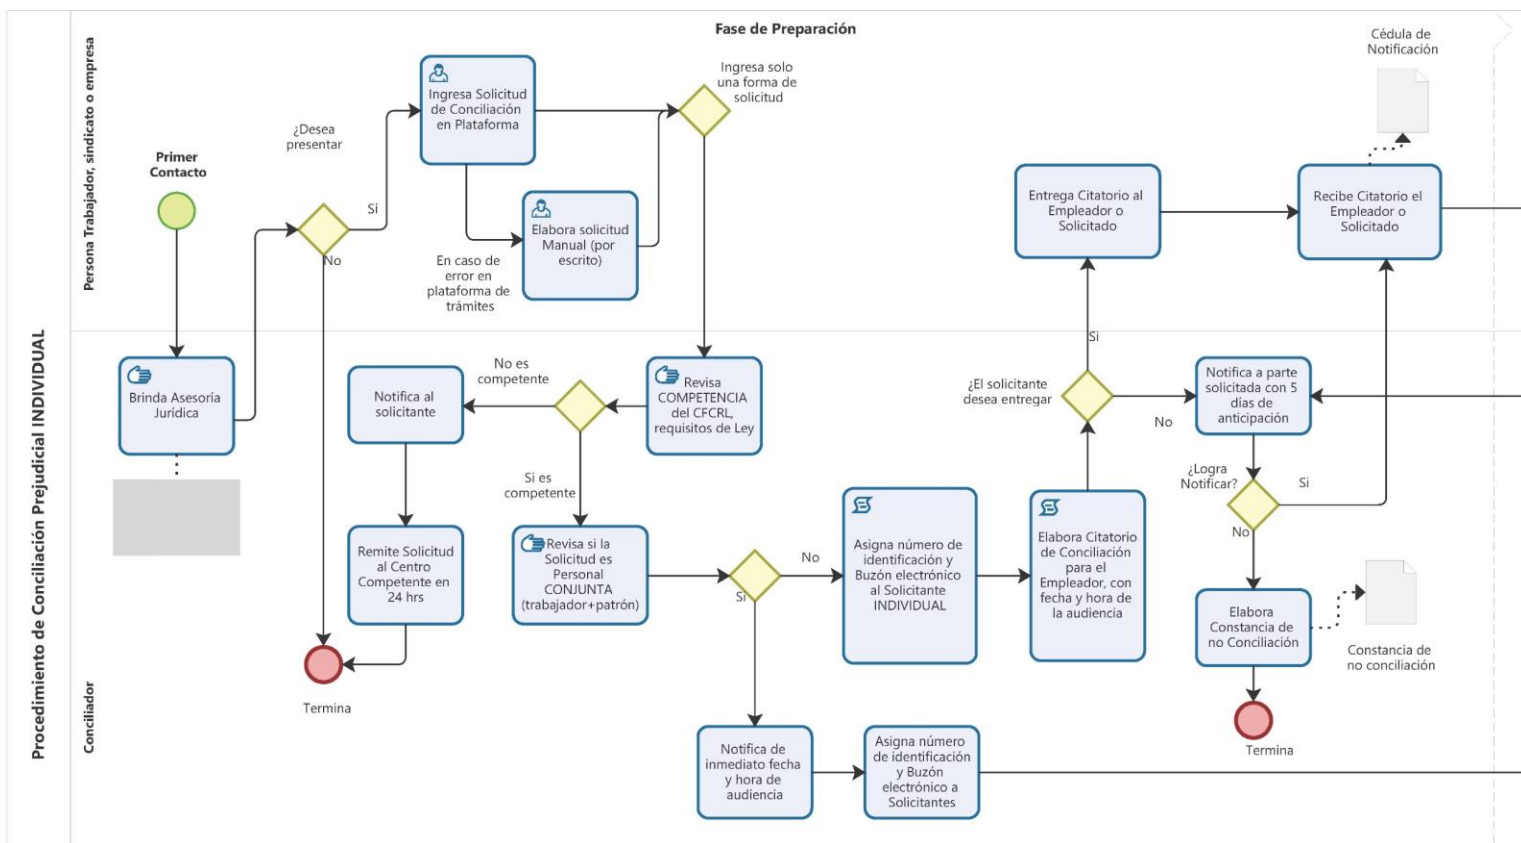 Fase de Preparación
Procedimiento de Conciliación Prejudicial INDIVIDUAL
Persona Trabajador, sindicato o empresa
Conciliador
Primer
Contacto
¿Desea
presentar
Si
No
Ingresa Solicitud
de Conciliación
en Plataforma
Ingresa solo
una forma de
solicitud
Elabora solicitud
Manual (por
escrito)
En caso de
error en
plataforma de
trámites
Cédula de
Notificación
Entrega Citatorio al
Empleador o
Solicitado
Recibe Citatorio el
Empleador o
Solicitado
Brinda Asesoría
Jurídica
Notifica al
solicitante
No es
competente
Revisa
COMPETENCIA
del CFCRL,
requisitos de Ley
Si es
competente
Remite Solicitud
al Centro
Competente en
24 hrs
Termina
Revisa si la
Solicitud es
Personal
CONJUNTA
(trabajador+patrón)
No
Si
Asigna número de
identificación y
Buzón electrónico
al Solicitante
INDIVIDUAL
Elabora Citatorio
de Conciliación
para el
Empleador, con
fecha y hora de
la audiencia
¿El solicitante
desea entregar
Si
No
Notifica a parte
solicitada con 5
días de
anticipación
¿Logra
Notificar?
Si
No
Elabora
Constancia de
no Conciliación
Constancia de
no conciliación
Termina
Notifica de
inmediato fecha
y hora de
audiencia
Asigna número
de identificación
y Buzón
electrónico a
Solicitantes